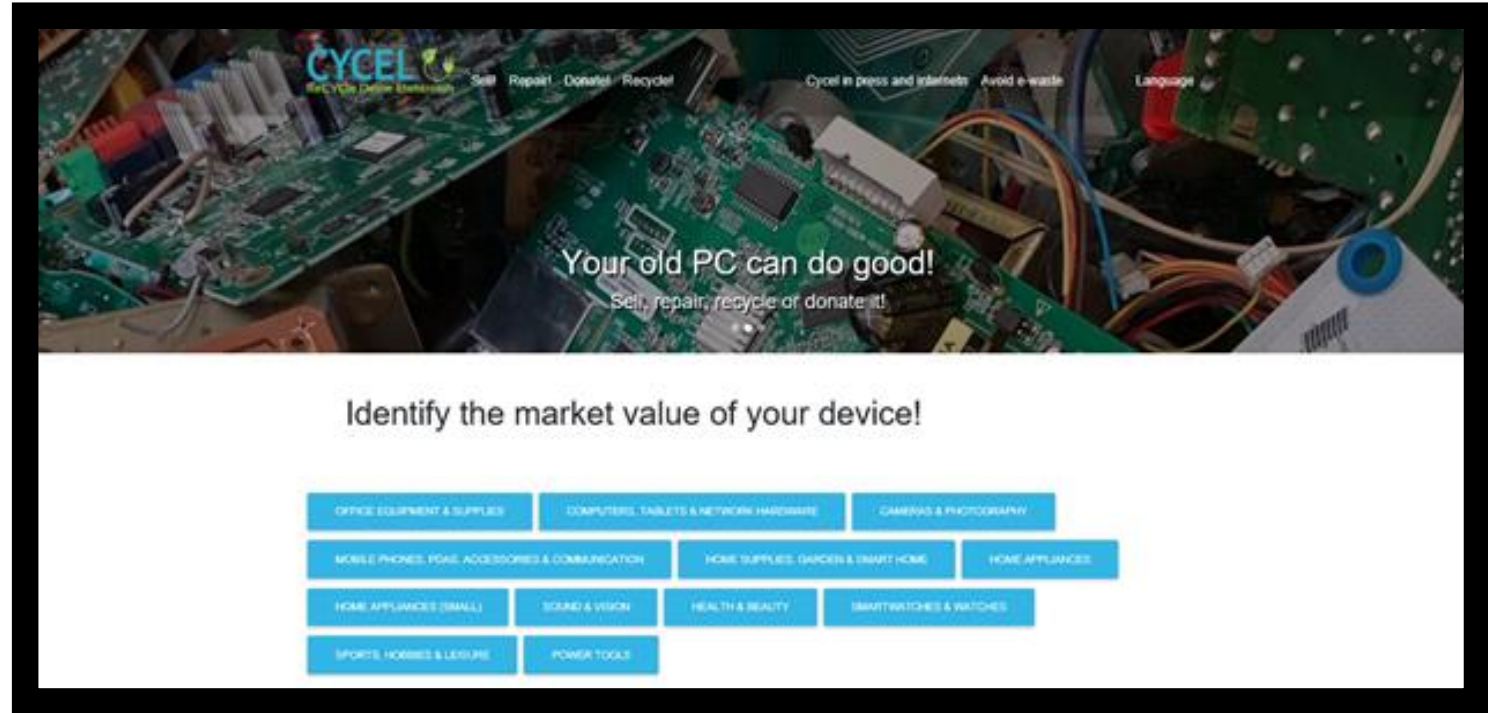 CYCEL
Sell! Repair! Donate! Recycle! Cycel in press and internetn Avoid e-waste Language
Your old PC can do good!
Sell, repair, recycle or donate it!
Identify the market value of your device!
OFFICE EQUIPMENT & SUPPLIES COMPUTERS, TABLETS & NETWORK HARDWARE CAMERAS & PHOTOGRAPHY
MOBILE PHONES, PDAS, ACCESSORIES & COMMUNICATION HOME SUPPLIES, GARDEN & SMART HOME HOME APPLIANCES
HOME APPLIANCES (SMALL) SOUND & VISION HEALTH & BEAUTY SMARTWATCHES & WATCHES
SPORTS, HOBBIES & LEISURE POWER TOOLS